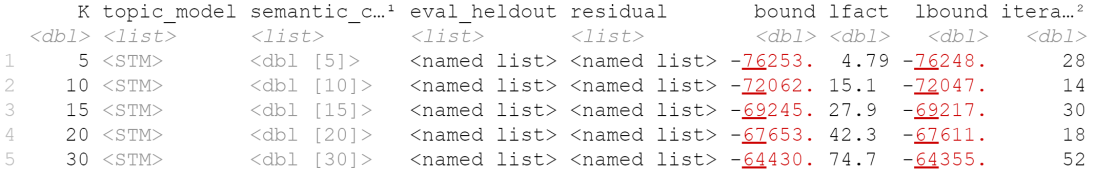 K topic_model semantic_c…¹ eval_heldout residual bound lfact lbound itera…²
<dbl> <list> <list> <list> <list> <dbl> <dbl> <dbl> <dbl>
1 5 <STM> <dbl [5]> <named list> <named list> -76253. 4.79 -76248. 28
2 10 <STM> <dbl [10]> <named list> <named list> -72062. 15.1 -72047. 14
3 15 <STM> <dbl [15]> <named list> <named list> -69245. 27.9 -69217. 30
4 20 <STM> <dbl [20]> <named list> <named list> -67653. 42.3 -67611. 18
5 30 <STM> <dbl [30]> <named list> <named list> -64430. 74.7 -64355. 52